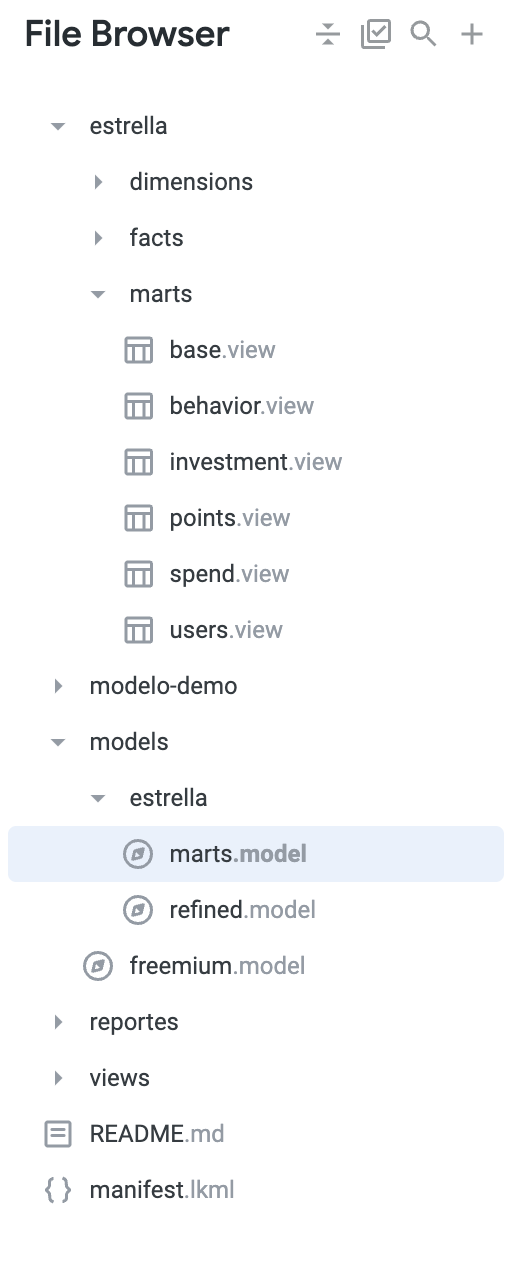 File Browser
estrella
dimensions
facts
marts
base.view
behavior.view
investment.view
points.view
spend.view
users.view
modelo-demo
models
estrella
marts.model
refined.model
freemium.model
reportes
views
README.md
manifest.lkml